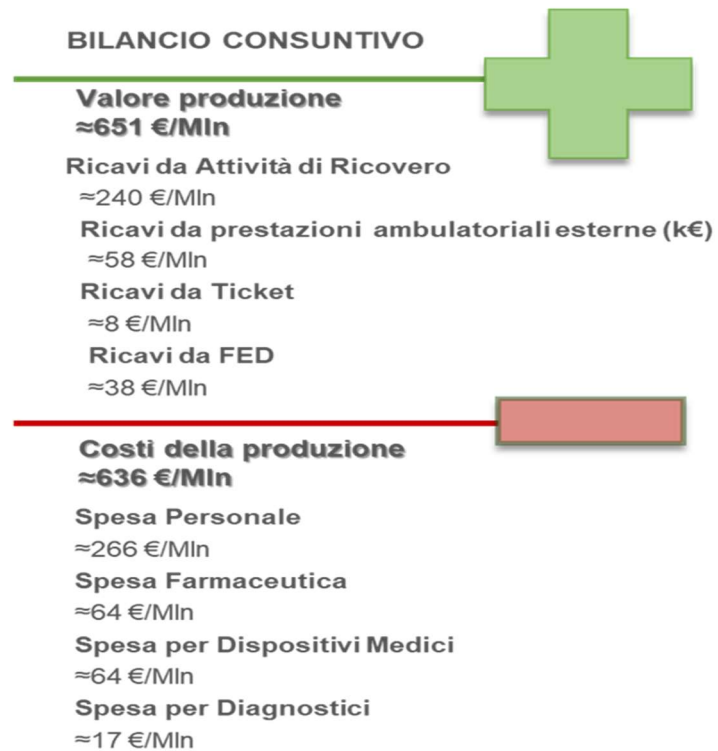 BILANCIO CONSUNTIVO
Valore produzione
≈651 €/Mln
Ricavi da Attività di Ricovero
≈240 €/Mln
Ricavi da prestazioni ambulatoriali esterne (k€)
≈58 €/Mln
Ricavi da Ticket
≈8 €/Mln
Ricavi da FED
≈38 €/Mln
Costi della produzione
≈636 €/Mln
Spesa Personale
≈266 €/Mln
Spesa Farmaceutica
≈64 €/Mln
Spesa per Dispositivi Medici
≈64 €/Mln
Spesa per Diagnostici
≈17 €/Mln